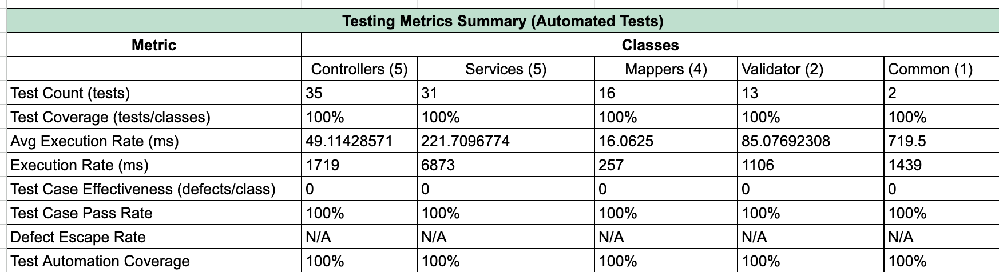 Testing Metrics Summary (Automated Tests)
Metric Classes
Controllers (5) Services (5) Mappers (4) Validator (2) Common (1)
Test Count (tests) 35 31 16 13 2
Test Coverage (tests/classes) 100% 100% 100% 100% 100%
Avg Execution Rate (ms) 49.11428571 221.7096774 16.0625 85.07692308 719.5
Execution Rate (ms) 1719 6873 257 1106 1439
Test Case Effectiveness (defects/class) 0 0 0 0 0
Test Case Pass Rate 100% 100% 100% 100% 100%
Defect Escape Rate N/A N/A N/A N/A N/A
Test Automation Coverage 100% 100% 100% 100% 100%